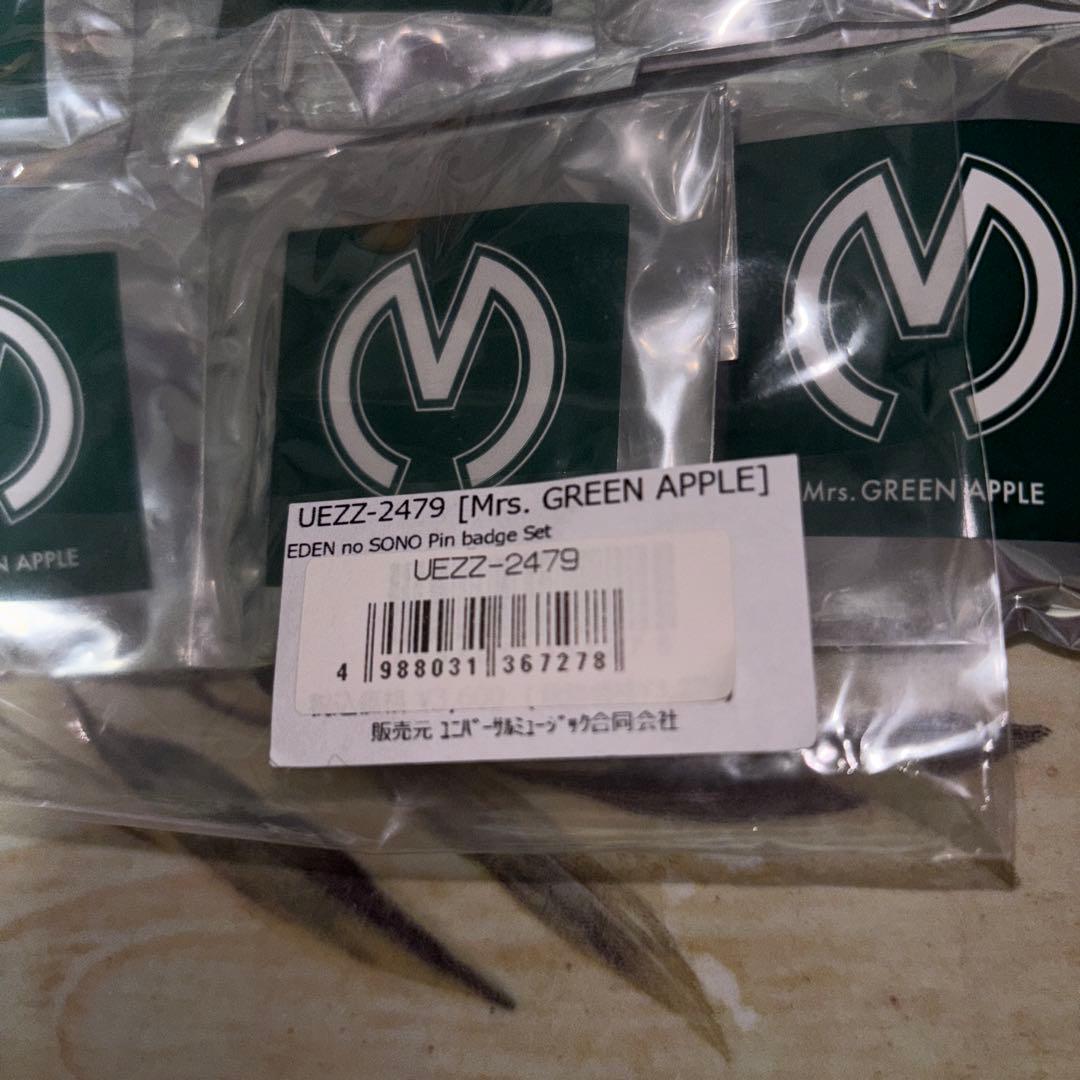 UEZZ-2479 [Mrs. GREEN APPLE]
EDEN no SONO Pin badge Set
UEZZ-2479
4 988031 367278
販売元 ﾕﾆﾊﾞｰｻﾙﾐｭｰｼﾞｯｸ合同会社
Mrs. GREEN APPLE
N APPLE